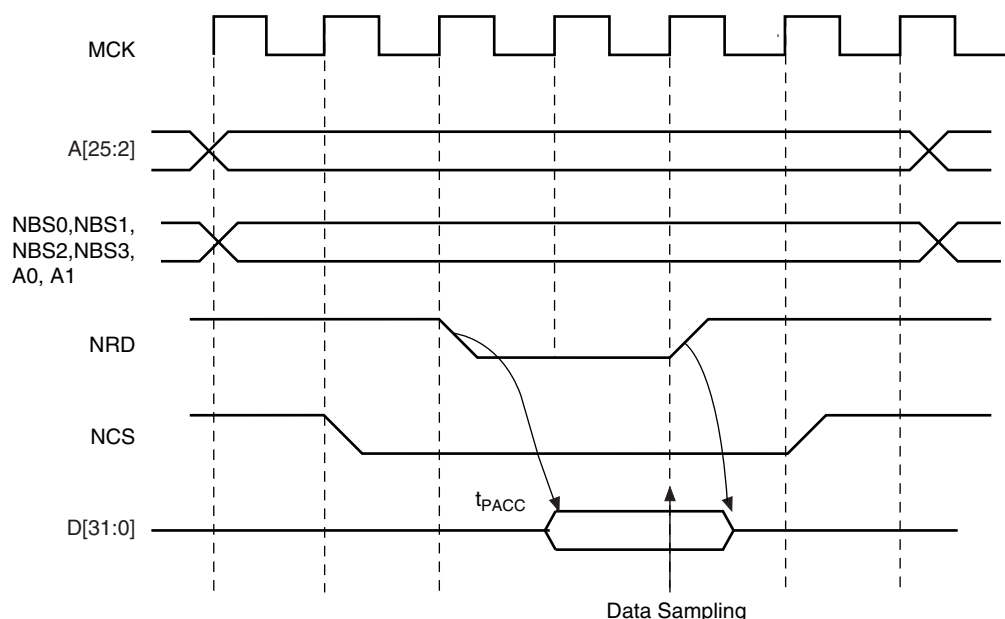 MCK
A[25:2]
NBS0,NBS1,
NBS2,NBS3,
A0, A1
NRD
NCS
tPACC
D[31:0]
Data Sampling